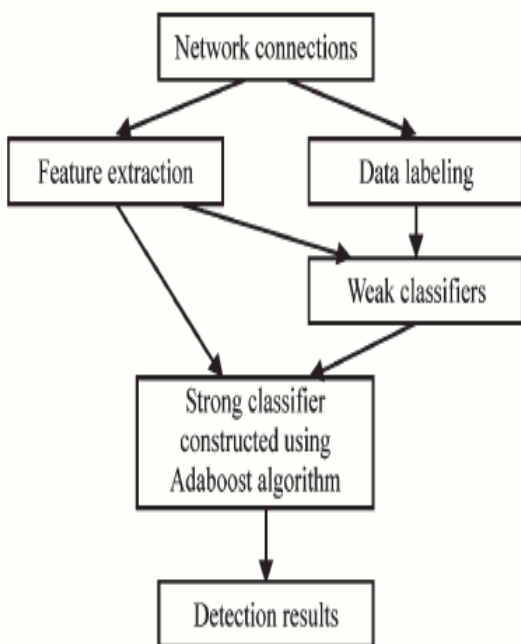 Network connections
Feature extraction
Data labeling
Weak classifiers
Strong classifier
constructed using
Adaboost algorithm
Detection results